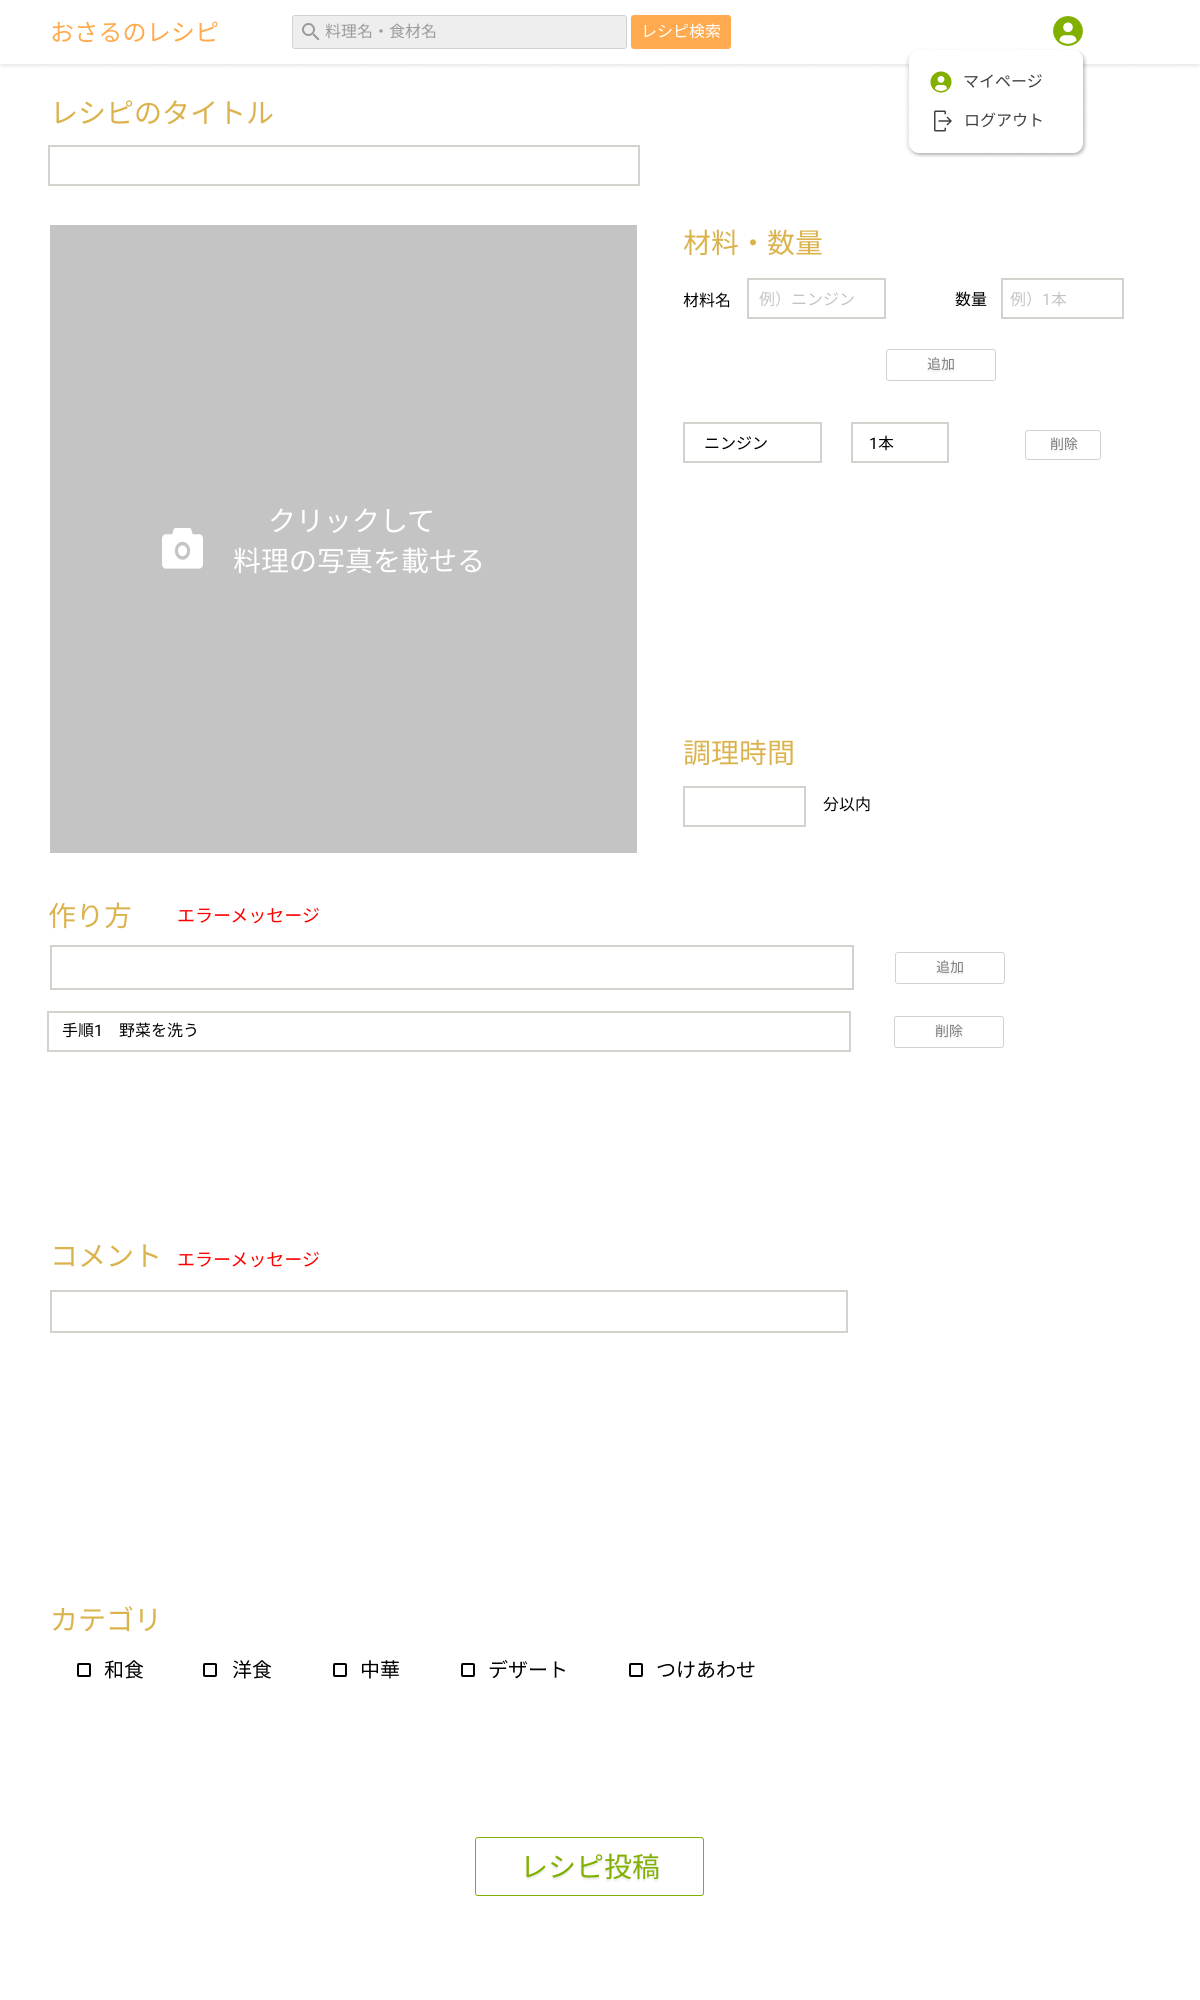 おさるのレシピ
料理名・食材名
レシピ検索
マイページ
ログアウト
レシピのタイトル
クリックして
料理の写真を載せる
材料・数量
材料名
例）ニンジン
数量
例）1本
追加
ニンジン
1本
削除
調理時間
分以内
作り方
エラーメッセージ
追加
手順1　野菜を洗う
削除
コメント
エラーメッセージ
カテゴリ
和食
洋食
中華
デザート
つけあわせ
レシピ投稿